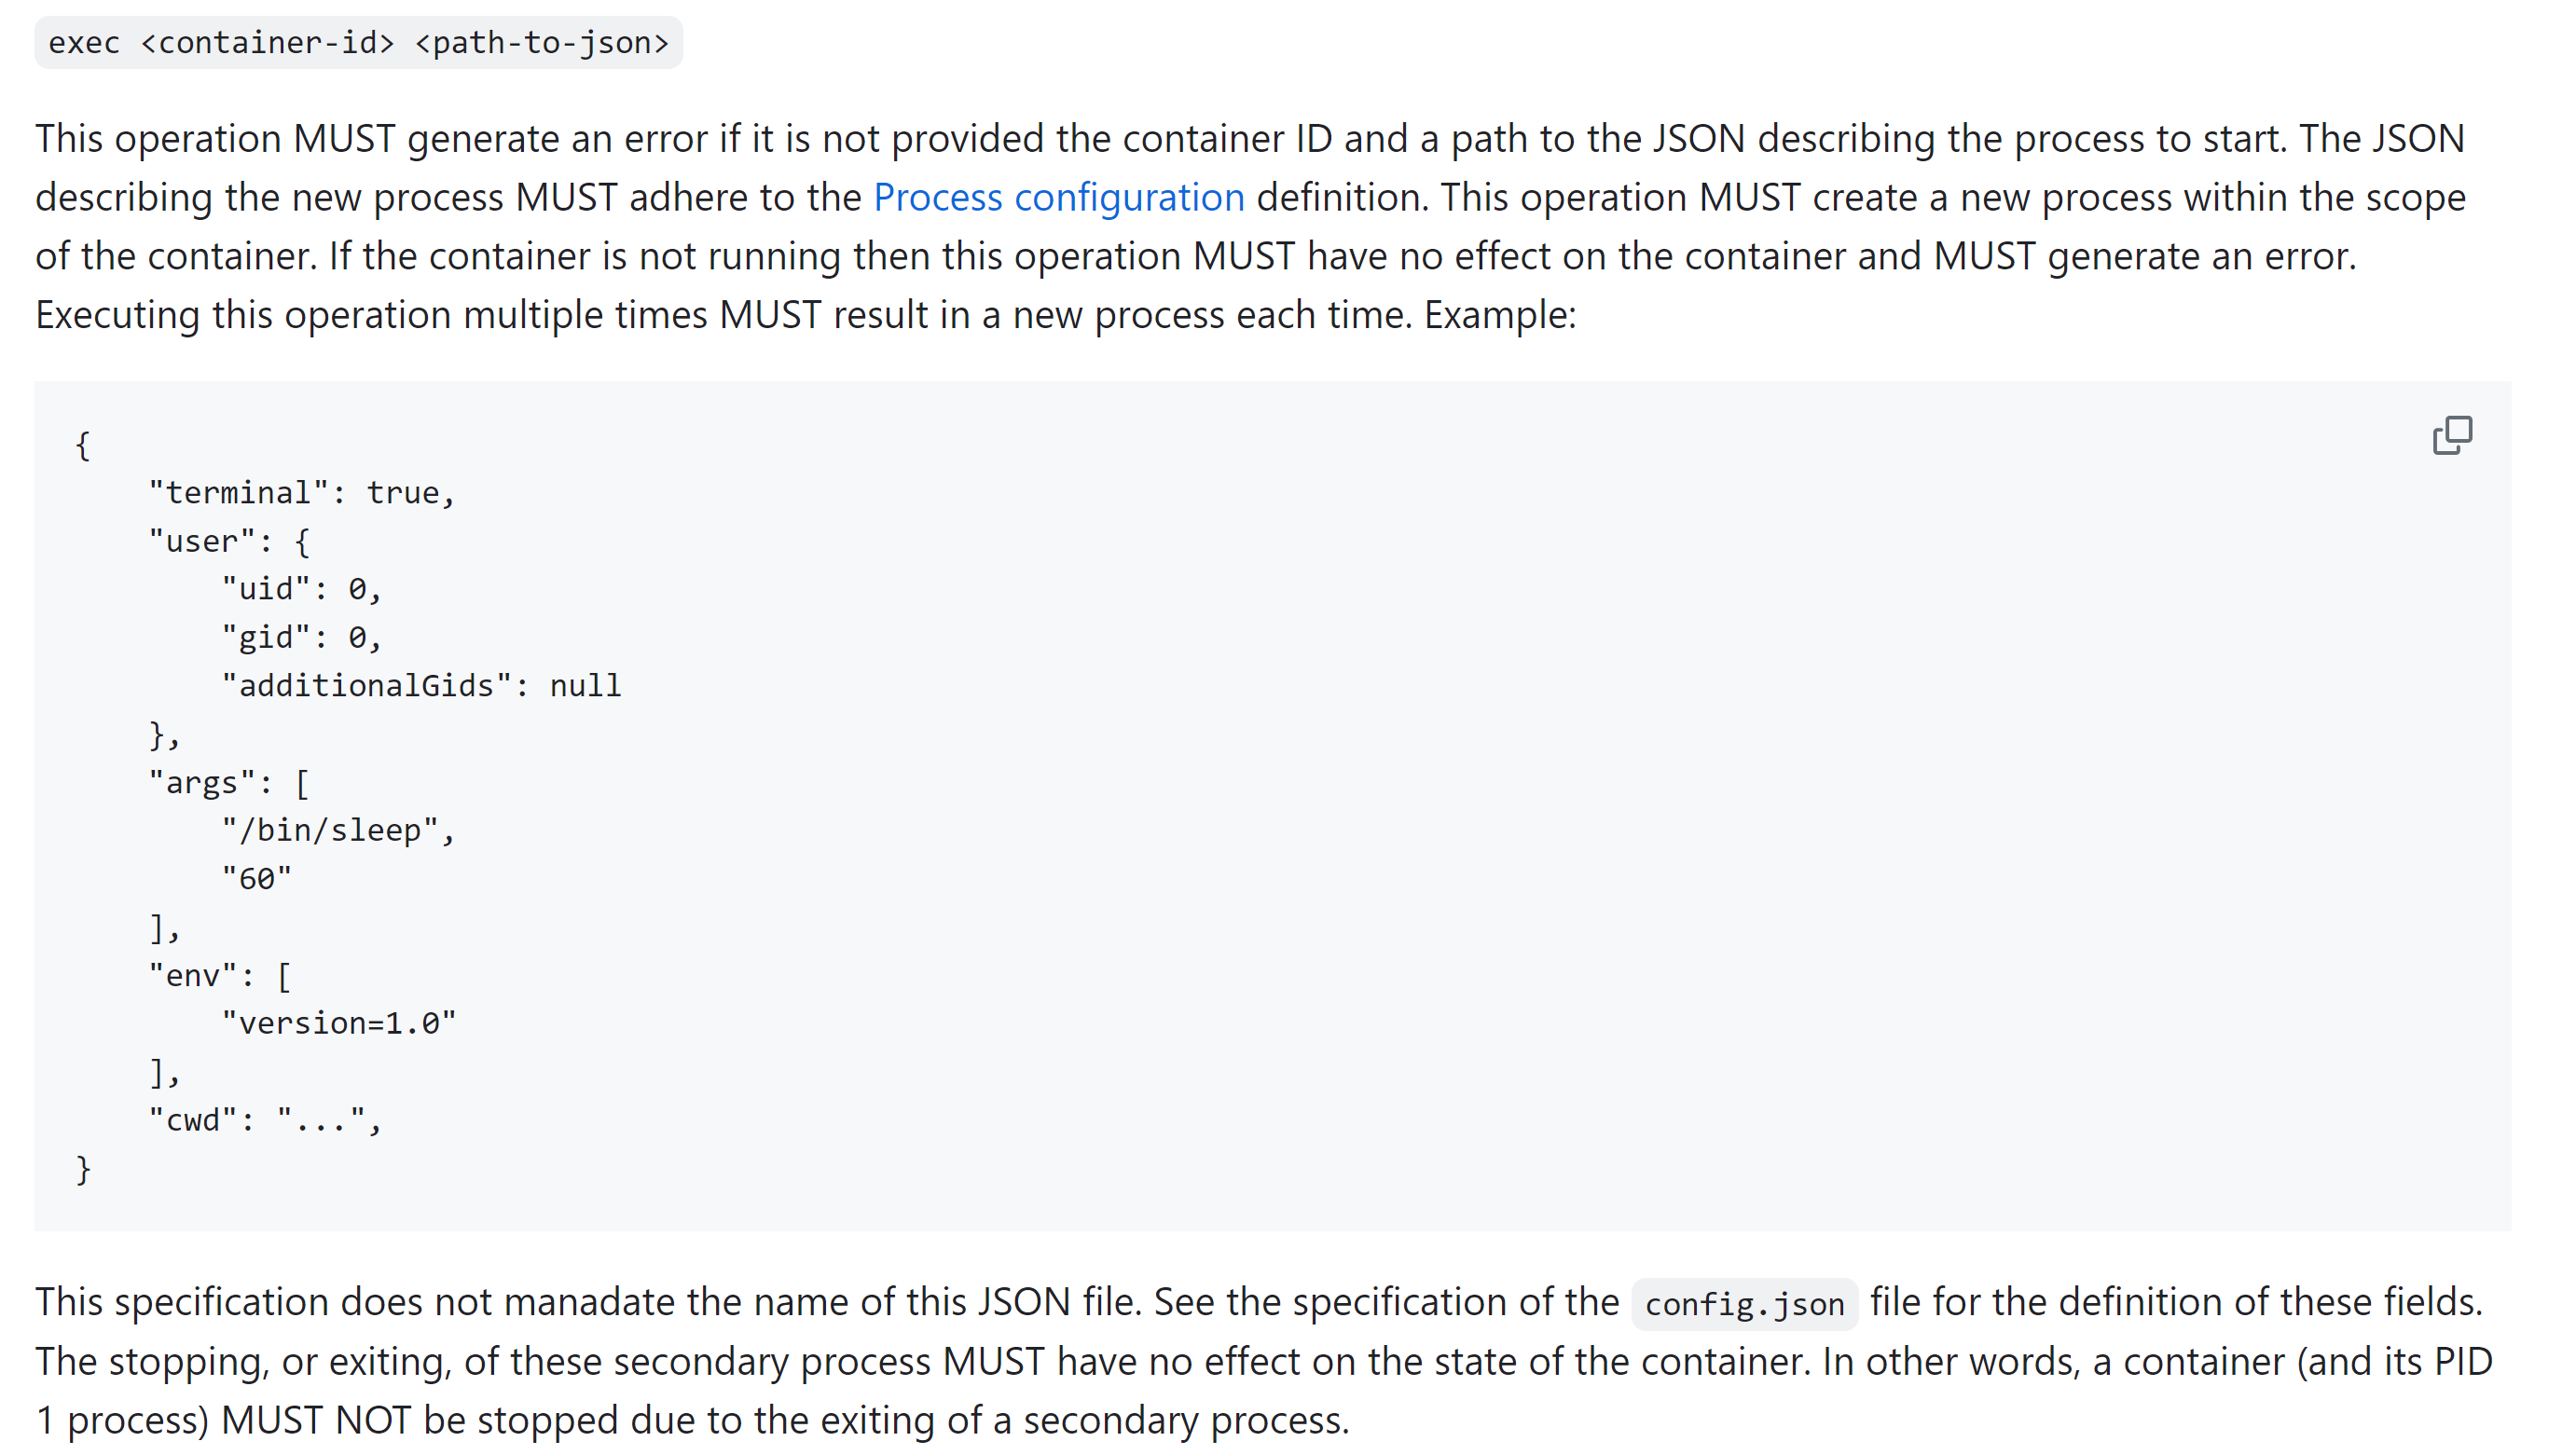 exec <container-id> <path-to-json>
This operation MUST generate an error if it is not provided the container ID and a path to the JSON describing the process to start. The JSON
describing the new process MUST adhere to the Process configuration definition. This operation MUST create a new process within the scope
of the container. If the container is not running then this operation MUST have no effect on the container and MUST generate an error.
Executing this operation multiple times MUST result in a new process each time. Example:
{
    "terminal": true,
    "user": {
        "uid": 0,
        "gid": 0,
        "additionalGids": null
    },
    "args": [
        "/bin/sleep",
        "60"
    ],
    "env": [
        "version=1.0"
    ],
    "cwd": "...",
}
This specification does not manadate the name of this JSON file. See the specification of the config.json file for the definition of these fields.
The stopping, or exiting, of these secondary process MUST have no effect on the state of the container. In other words, a container (and its PID
1 process) MUST NOT be stopped due to the exiting of a secondary process.